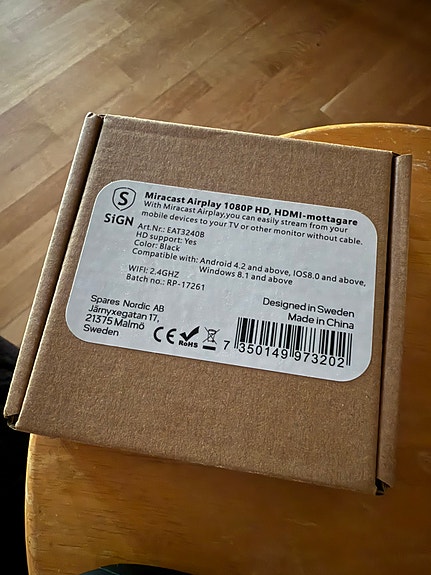 S
SiGN
Miracast Airplay 1080P HD, HDMI-mottagare
With Miracast Airplay,you can easily stream from your
mobile devices to your TV or other monitor without cable.
Art.Nr.: EAT32408
HD support: Yes
Color: Black
Compatible with: Android 4.2 and above, IOS8.0 and above,
Windows 8.1 and above
WIFI: 2.4GHZ
Batch no.: RP-17261
Spares Nordic AB
Järnyxegatan 17,
21375 Malmö
Sweden
Designed in Sweden
Made in China
CE RoHS
7 350149 973202